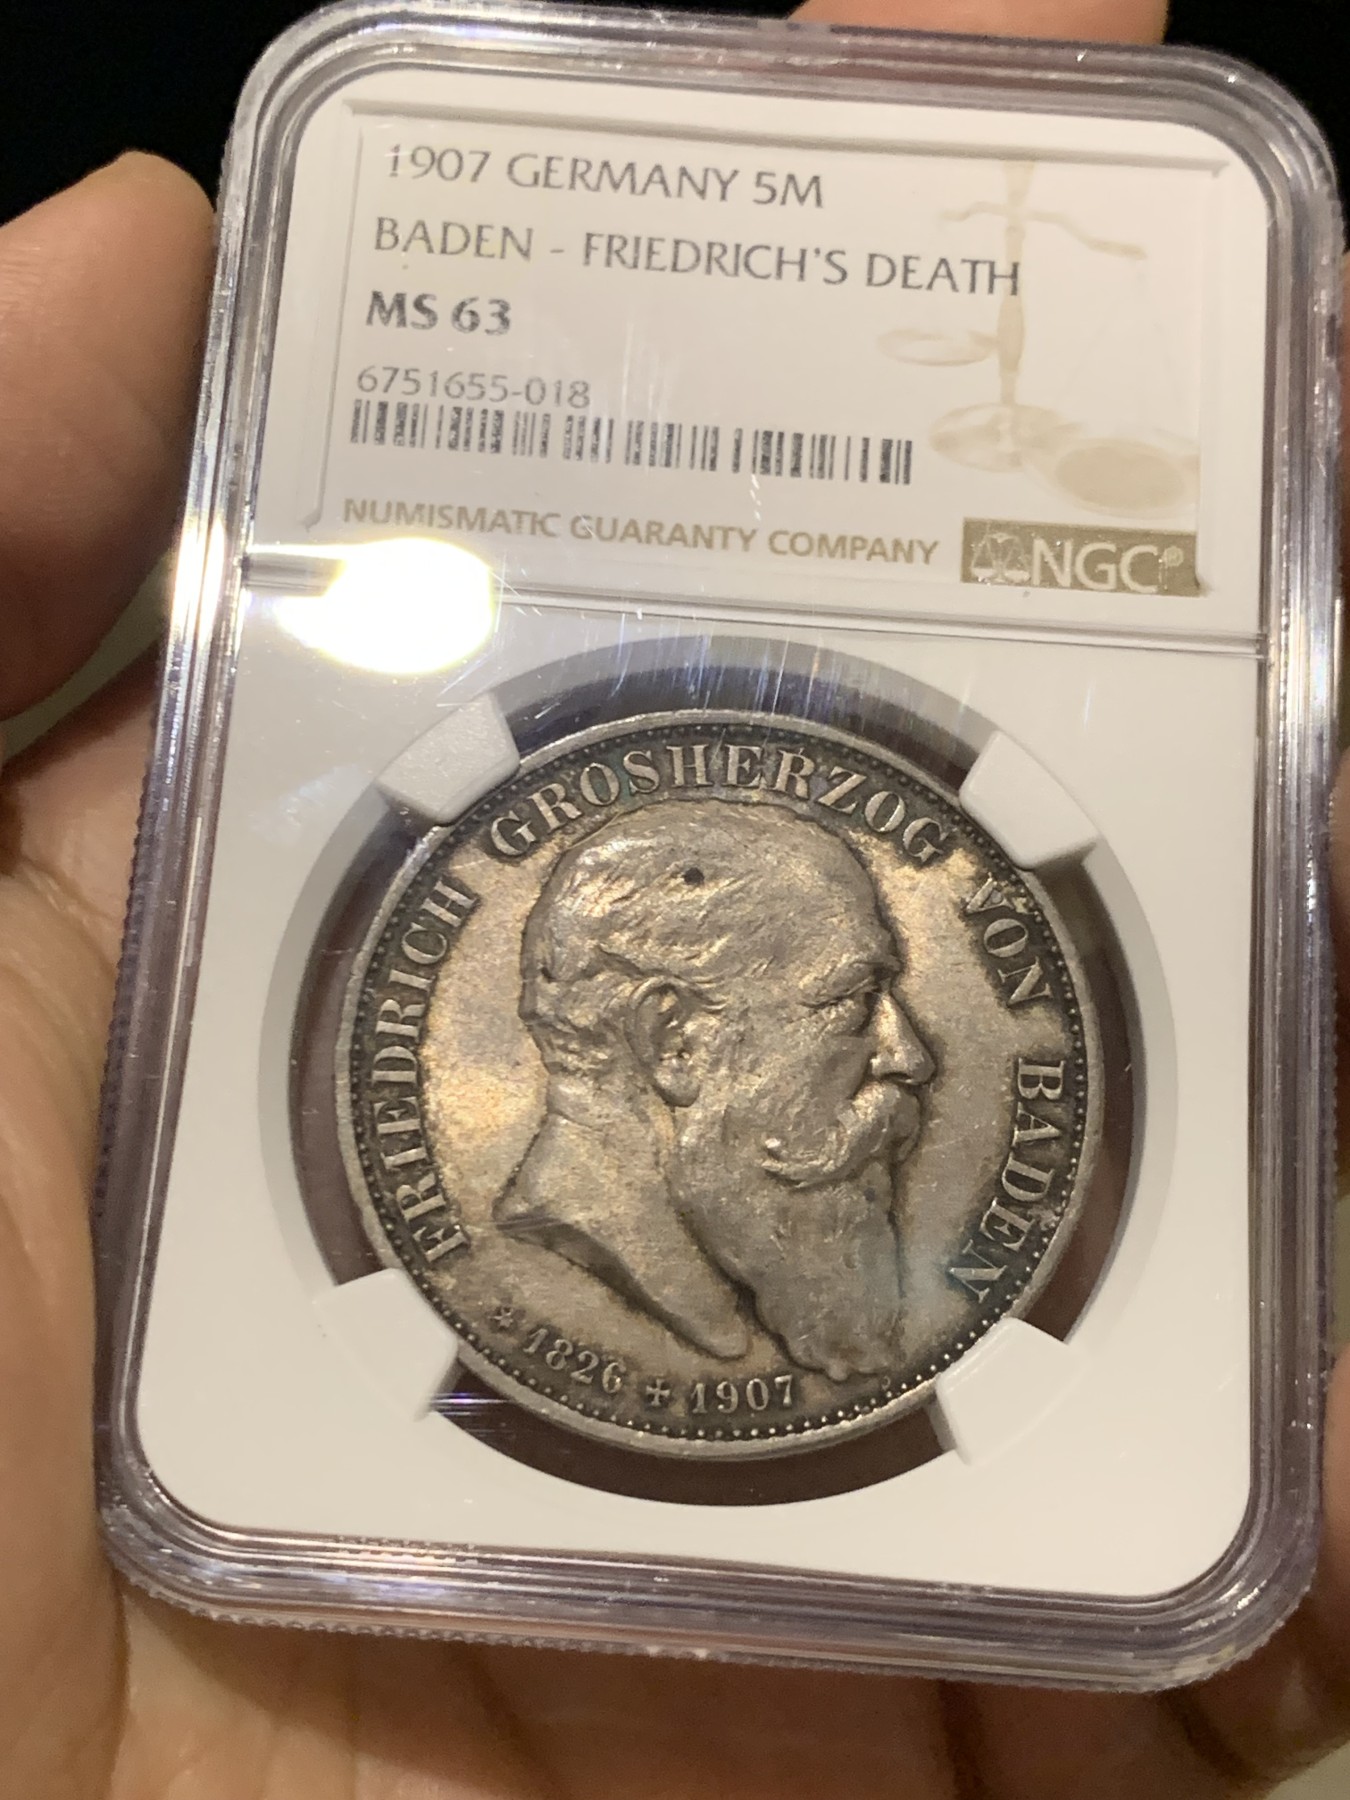 1907 GERMANY 5M
BADEN - FRIEDRICH'S DEATH
MS 63
6751655-018
NUMISMATIC GUARANTY COMPANY
NGC®
FRIEDRICH GROSHERZOG VON BADEN
* 1826 + 1907